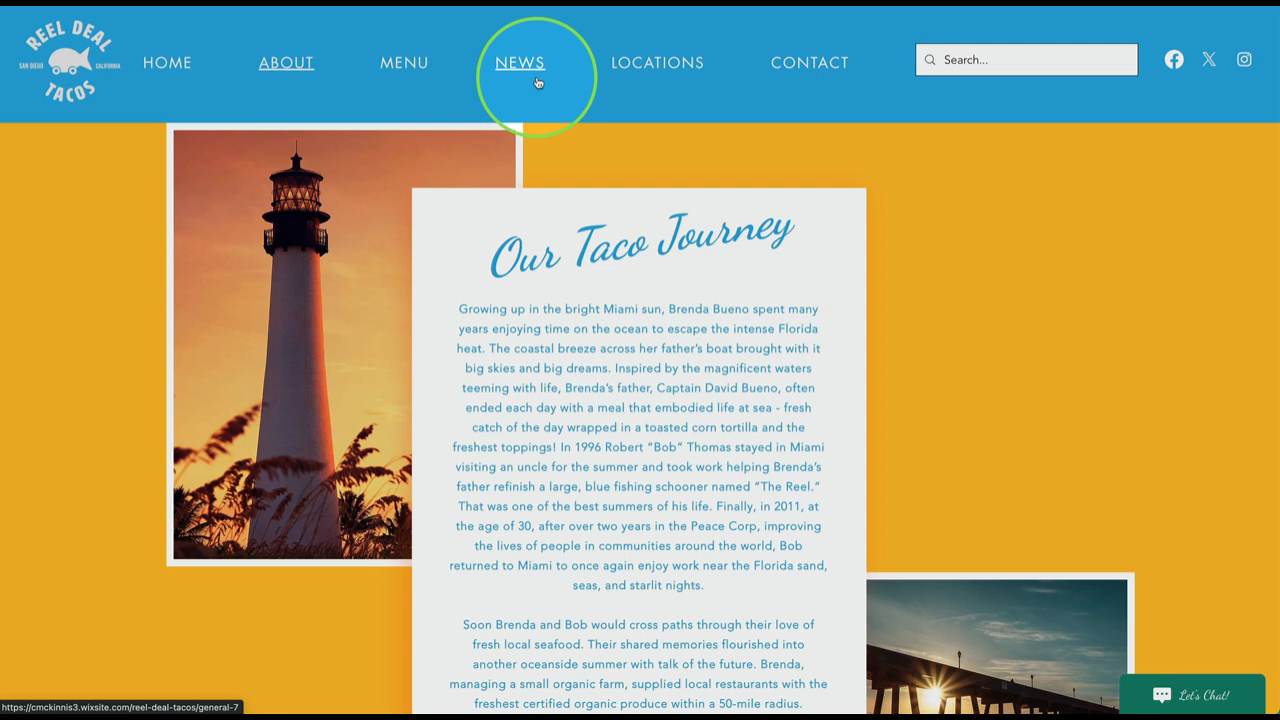 REEL DEAL
SAN DIEGO CALIFORNIA
TACOS
HOME ABOUT MENU NEWS LOCATIONS CONTACT
Search...
Our Taco Journey
Growing up in the bright Miami sun, Brenda Bueno spent many
years enjoying time on the ocean to escape the intense Florida
heat. The coastal breeze across her father's boat brought with it
big skies and big dreams. Inspired by the magnificent waters
teeming with life, Brenda's father, Captain David Bueno, often
ended each day with a meal that embodied life at sea - fresh
catch of the day wrapped in a toasted corn tortilla and the
freshest toppings! In 1996 Robert "Bob" Thomas stayed in Miami
visiting an uncle for the summer and took work helping Brenda's
father refinish a large, blue fishing schooner named "The Reel."
That was one of the best summers of his life. Finally, in 2011, at
the age of 30, after over two years in the Peace Corp, improving
the lives of people in communities around the world, Bob
returned to Miami to once again enjoy work near the Florida sand,
seas, and starlit nights.
Soon Brenda and Bob would cross paths through their love of
fresh local seafood. Their shared memories flourished into
another oceanside summer with talk of the future. Brenda,
managing a small organic farm, supplied local restaurants with the
freshest certified organic produce within a 50-mile radius.
Let's Chat!
https://cmckinnis3.wixsite.com/reel-deal-tacos/general-7